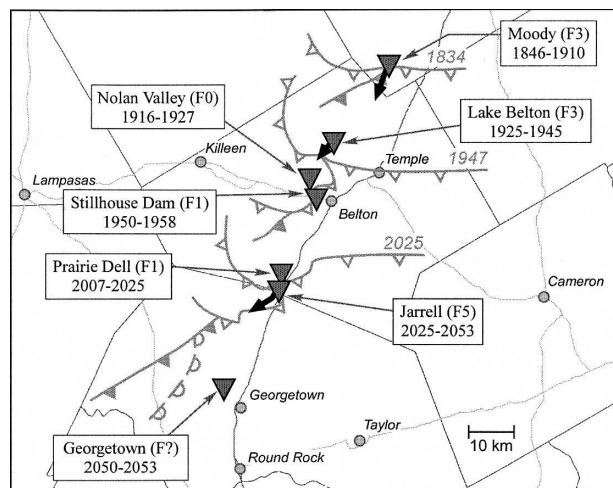 Moody (F3)
1846-1910
1834
Nolan Valley (F0)
1916-1927
Lake Belton (F3)
1925-1945
Killeen
Temple
1947
Lampasas
Stillhouse Dam (F1)
1950-1958
Belton
2025
Prairie Dell (F1)
2007-2025
Cameron
Jarrell (F5)
2025-2053
Georgetown
Taylor
10 km
Georgetown (F?)
2050-2053
Round Rock